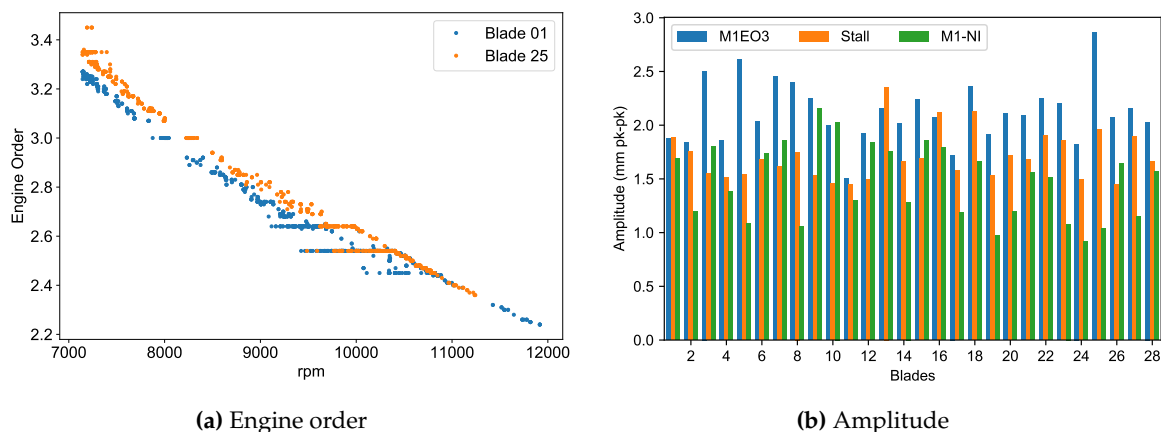 Blade 01
Blade 25
3.4
3.2
3.0
2.8
2.6
2.4
2.2
Engine Order
7000 8000 9000 10000 11000 12000
rpm
(a) Engine order
M1EO3 Stall M1-NI
3.0
2.5
2.0
1.5
1.0
0.5
0.0
Amplitude (mm pk-pk)
2 4 6 8 10 12 14 16 18 20 22 24 26 28
Blades
(b) Amplitude